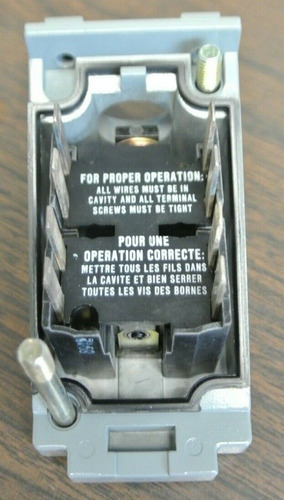 FOR PROPER OPERATION:
ALL WIRES MUST BE IN
CAVITY AND ALL TERMINAL
SCREWS MUST BE TIGHT
POUR UNE
OPERATION CORRECTE:
METTRE TOUS LES FILS DANS
LA CAVITE ET BIEN SERRER
TOUTES LES VIS DES BORNES